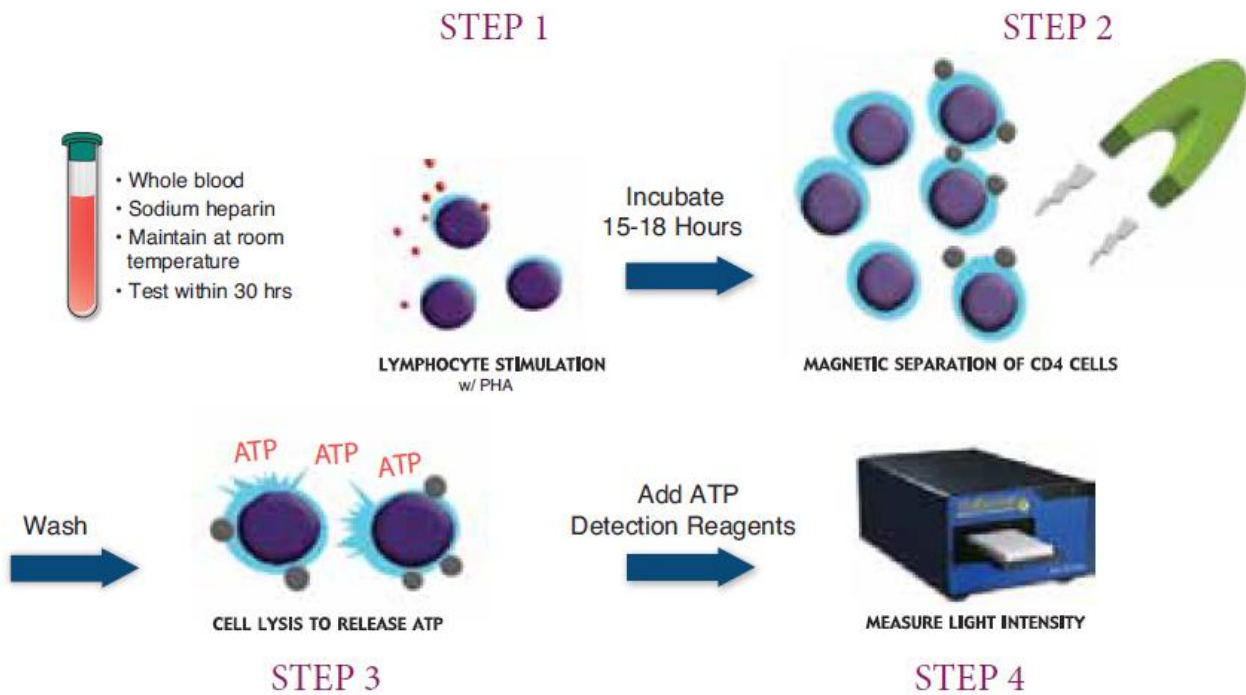 STEP 1
STEP 2
• Whole blood
• Sodium heparin
• Maintain at room
temperature
• Test within 30 hrs
Incubate
15-18 Hours
LYMPHOCYTE STIMULATION
w/ PHA
MAGNETIC SEPARATION OF CD4 CELLS
Wash
ATP
ATP
ATP
CELL LYSIS TO RELEASE ATP
Add ATP
Detection Reagents
MEASURE LIGHT INTENSITY
STEP 3
STEP 4